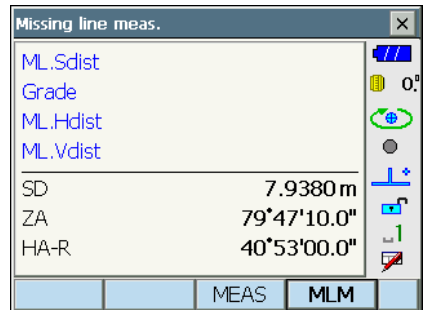 Missing line meas.
ML.Sdist
Grade
0."
ML.Hdist
ML.Vdist
SD 7.9380 m
ZA 79°47'10.0"
HA-R 40°53'00.0"
1
MEAS MLM